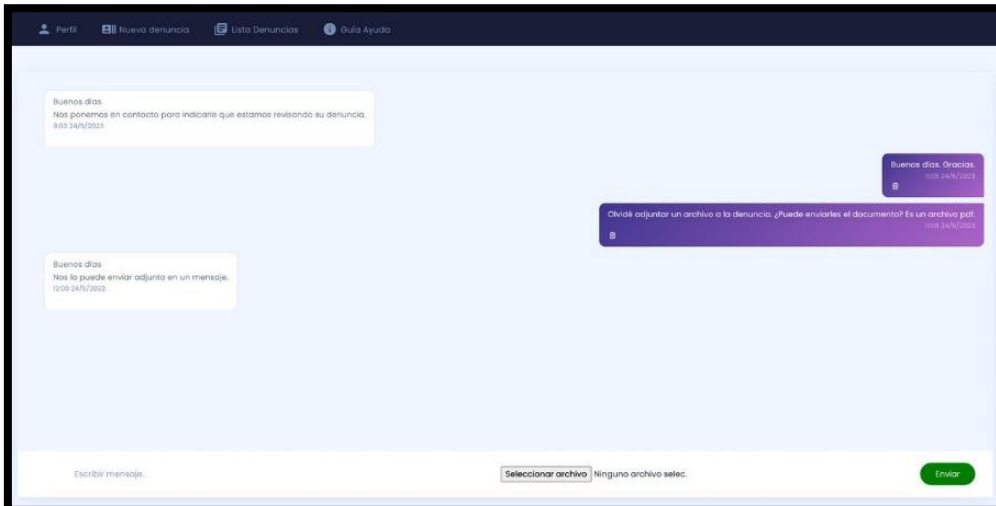 Perfil
Nueva denuncia
Lista Denuncias
Guía Ayuda
Buenos días
Nos ponemos en contacto para indicarle que estamos revisando su denuncia.
9:00 24/5/2023
Buenos días. Gracias.
11:05 24/5/2023
Olvidé adjuntar un archivo a la denuncia. ¿Puede enviarles el documento? Es un archivo pdf.
11:06 24/5/2023
Buenos días
Nos lo puede enviar adjunto en un mensaje.
12:00 24/5/2023
Escribir mensaje..
Seleccionar archivo Ninguno archivo selec.
Enviar